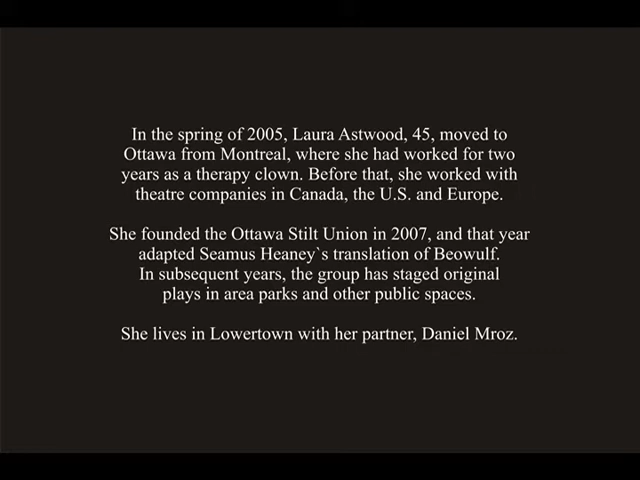 In the spring of 2005, Laura Astwood, 45, moved to
Ottawa from Montreal, where she had worked for two
years as a therapy clown. Before that, she worked with
theatre companies in Canada, the U.S. and Europe.
She founded the Ottawa Stilt Union in 2007, and that year
adapted Seamus Heaney`s translation of Beowulf.
In subsequent years, the group has staged original
plays in area parks and other public spaces.
She lives in Lowertown with her partner, Daniel Mroz.